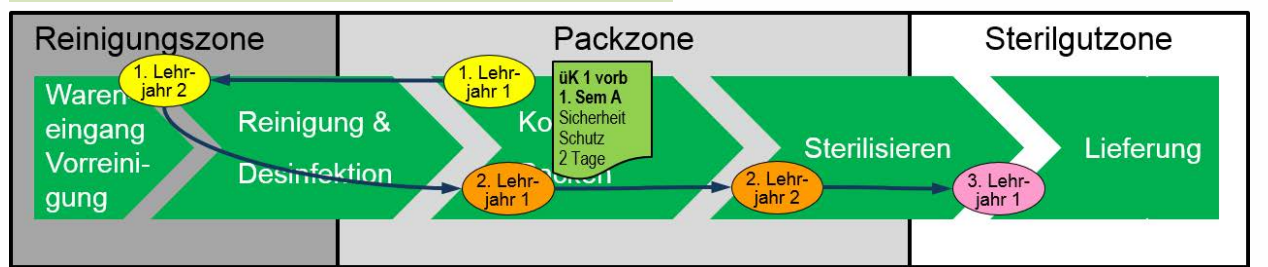 Reinigungszone
Packzone
Sterilgutzone
1. Lehr-
jahr 2
1. Lehr-
jahr 1
üK 1 vorb
1. Sem A
Sicherheit
Schutz
2 Tage
Waren
eingang
Vorreini-
gung
Reinigung &
Desinfektion
Ko
Sterilisieren
Lieferung
2. Lehr-
jahr 1
2. Lehr-
jahr 2
3. Lehr-
jahr 1